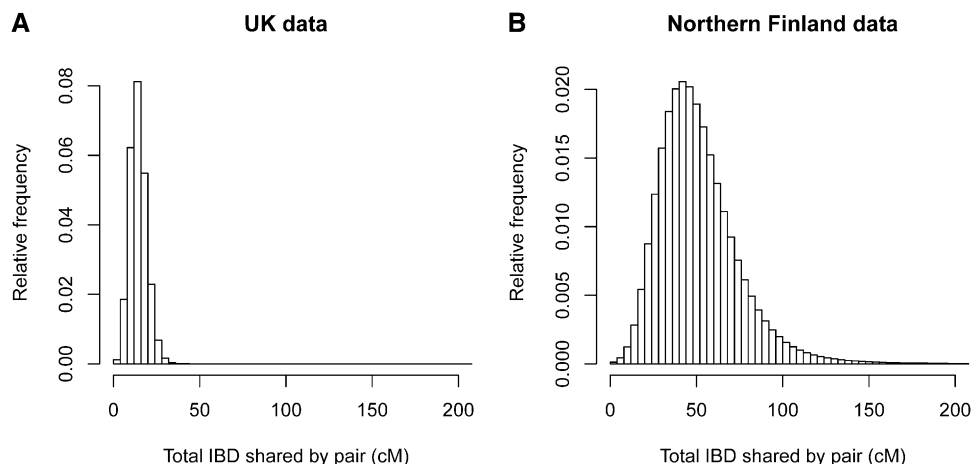 A
UK data
Relative frequency
0.00
0.02
0.04
0.06
0.08
0
50
100
150
200
Total IBD shared by pair (cM)
B
Northern Finland data
Relative frequency
0.000
0.005
0.010
0.015
0.020
0
50
100
150
200
Total IBD shared by pair (cM)